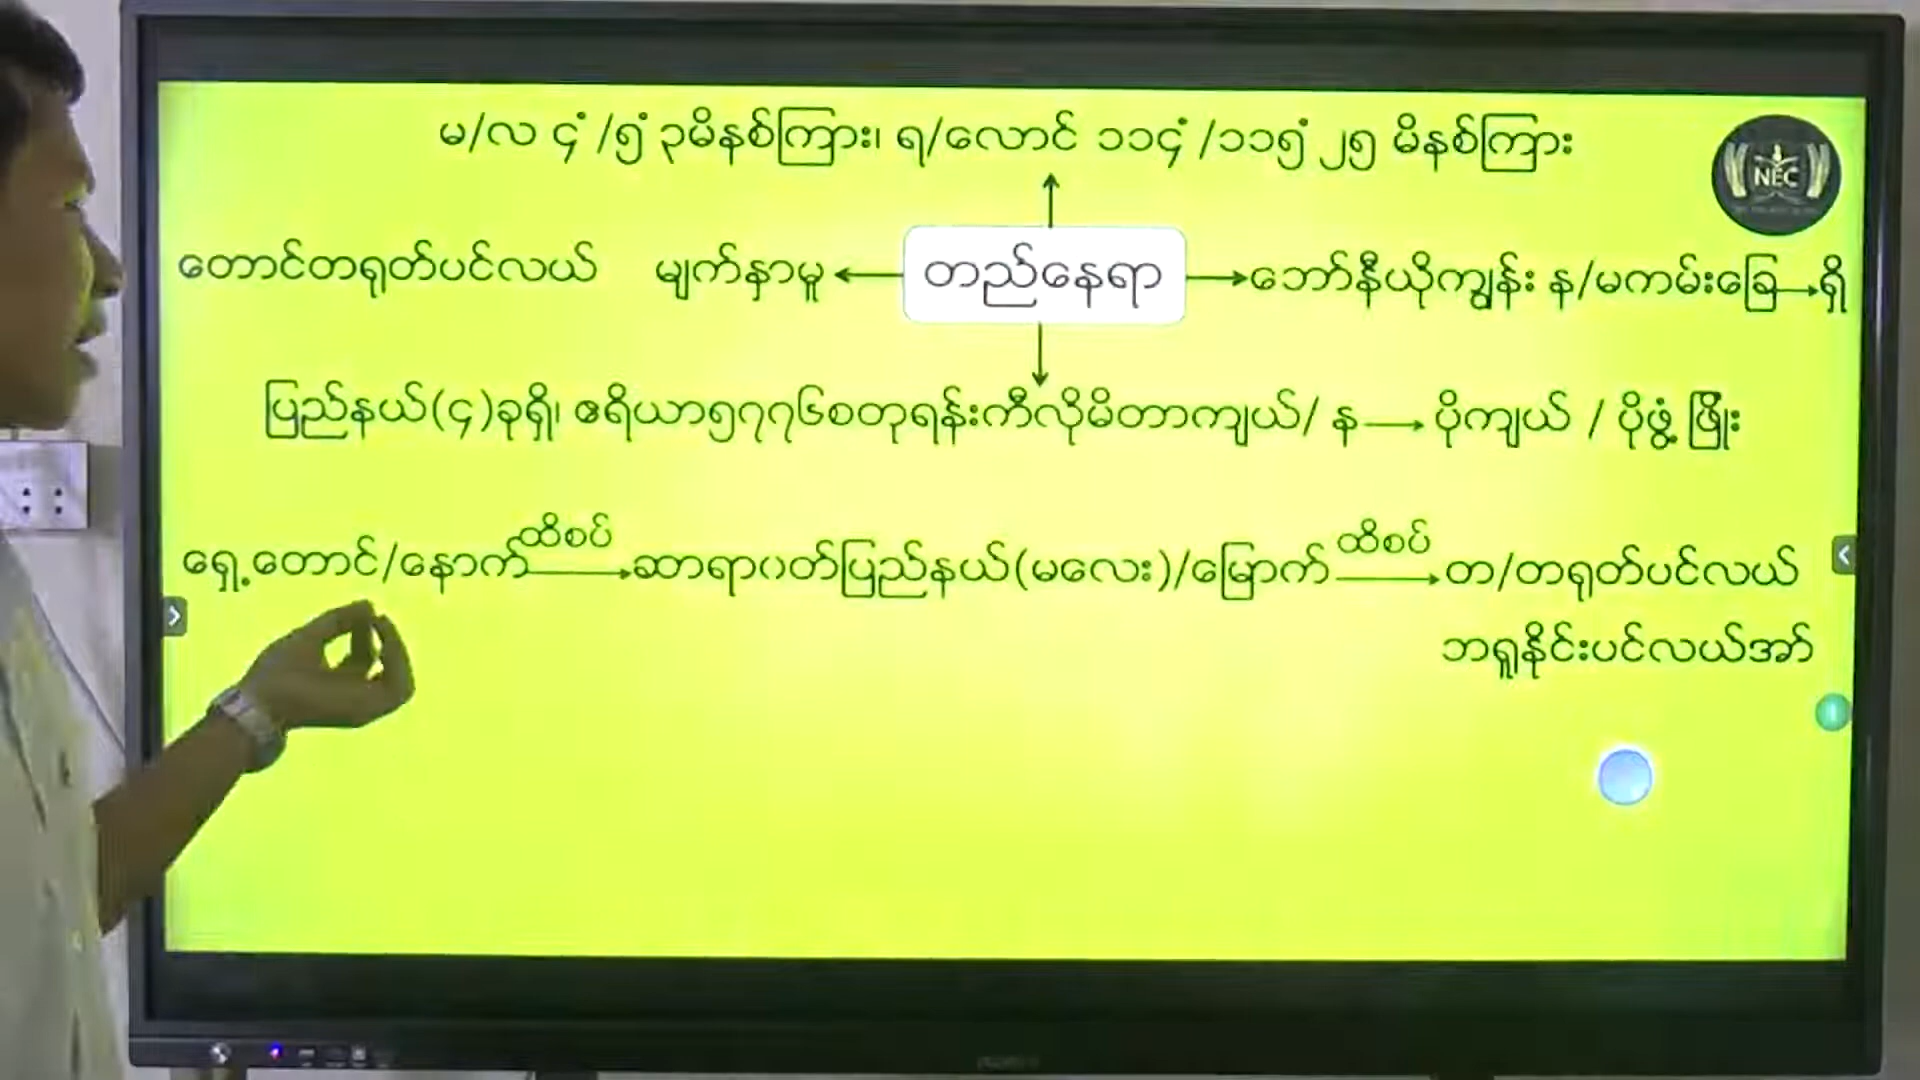 မ/လ ၄ံ /၅ံ ၃မိနစ်ကြား၊ ရ/လောင် ၁၁၄ံ /၁၁၅ံ ၂၅ မိနစ်ကြား
NEC
တောင်တရုတ်ပင်လယ် မျက်နှာမူ ← တည်နေရာ → ဘော်နီယိုကျွန်း န/မကမ်းခြေ → ရှိ
ပြည်နယ်(၄)ခုရှိ၊ ဧရိယာ၅၇၇၆စတုရန်းကီလိုမိတာကျယ်/ န → ပိုကျယ် / ပိုဖွံ့ ဖြိုး
ရှေ့တောင်/နောက် ထိစပ် → ဆာရာဝတ်ပြည်နယ်(မလေး)/မြောက် ထိစပ် → တ/တရုတ်ပင်လယ်
ဘရူနိုင်းပင်လယ်အော်